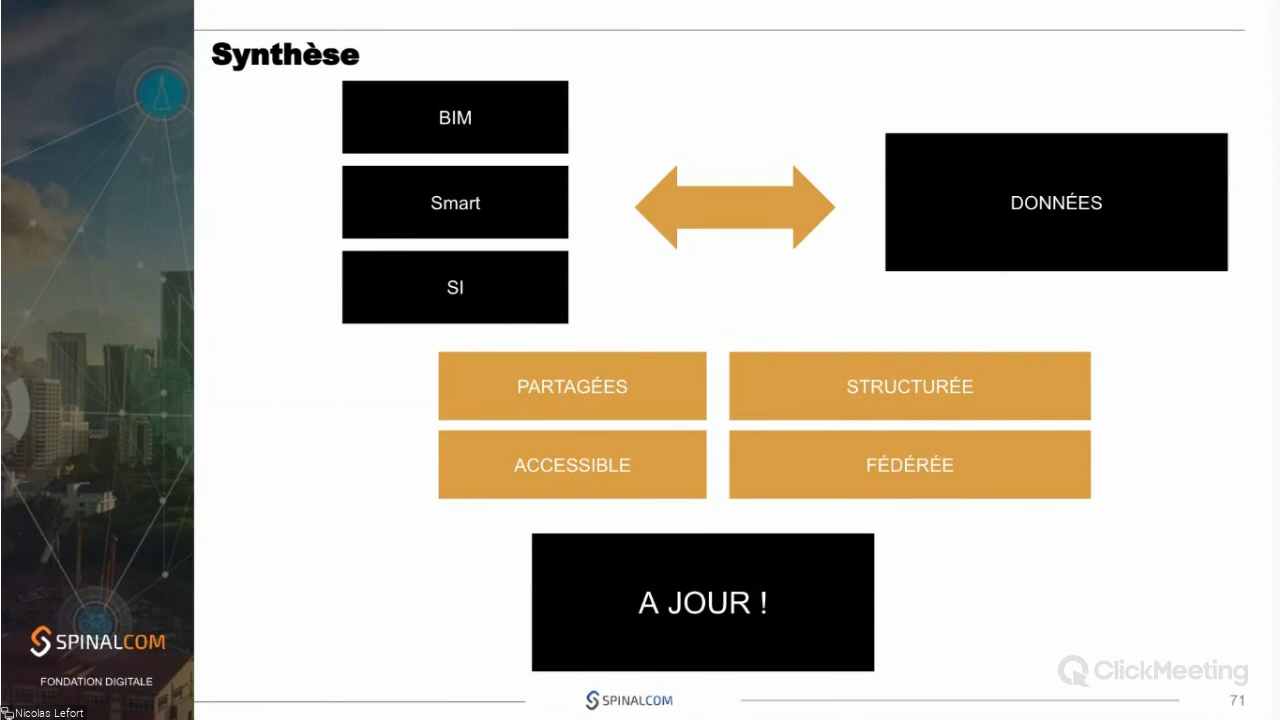 Synthèse
BIM
Smart
SI
DONNÉES
PARTAGÉES
STRUCTURÉE
ACCESSIBLE
FÉDÉRÉE
A JOUR !
SPINALCOM
FONDATION DIGITALE
SPINALCOM
ClickMeeting
71
Nicolas Lefort